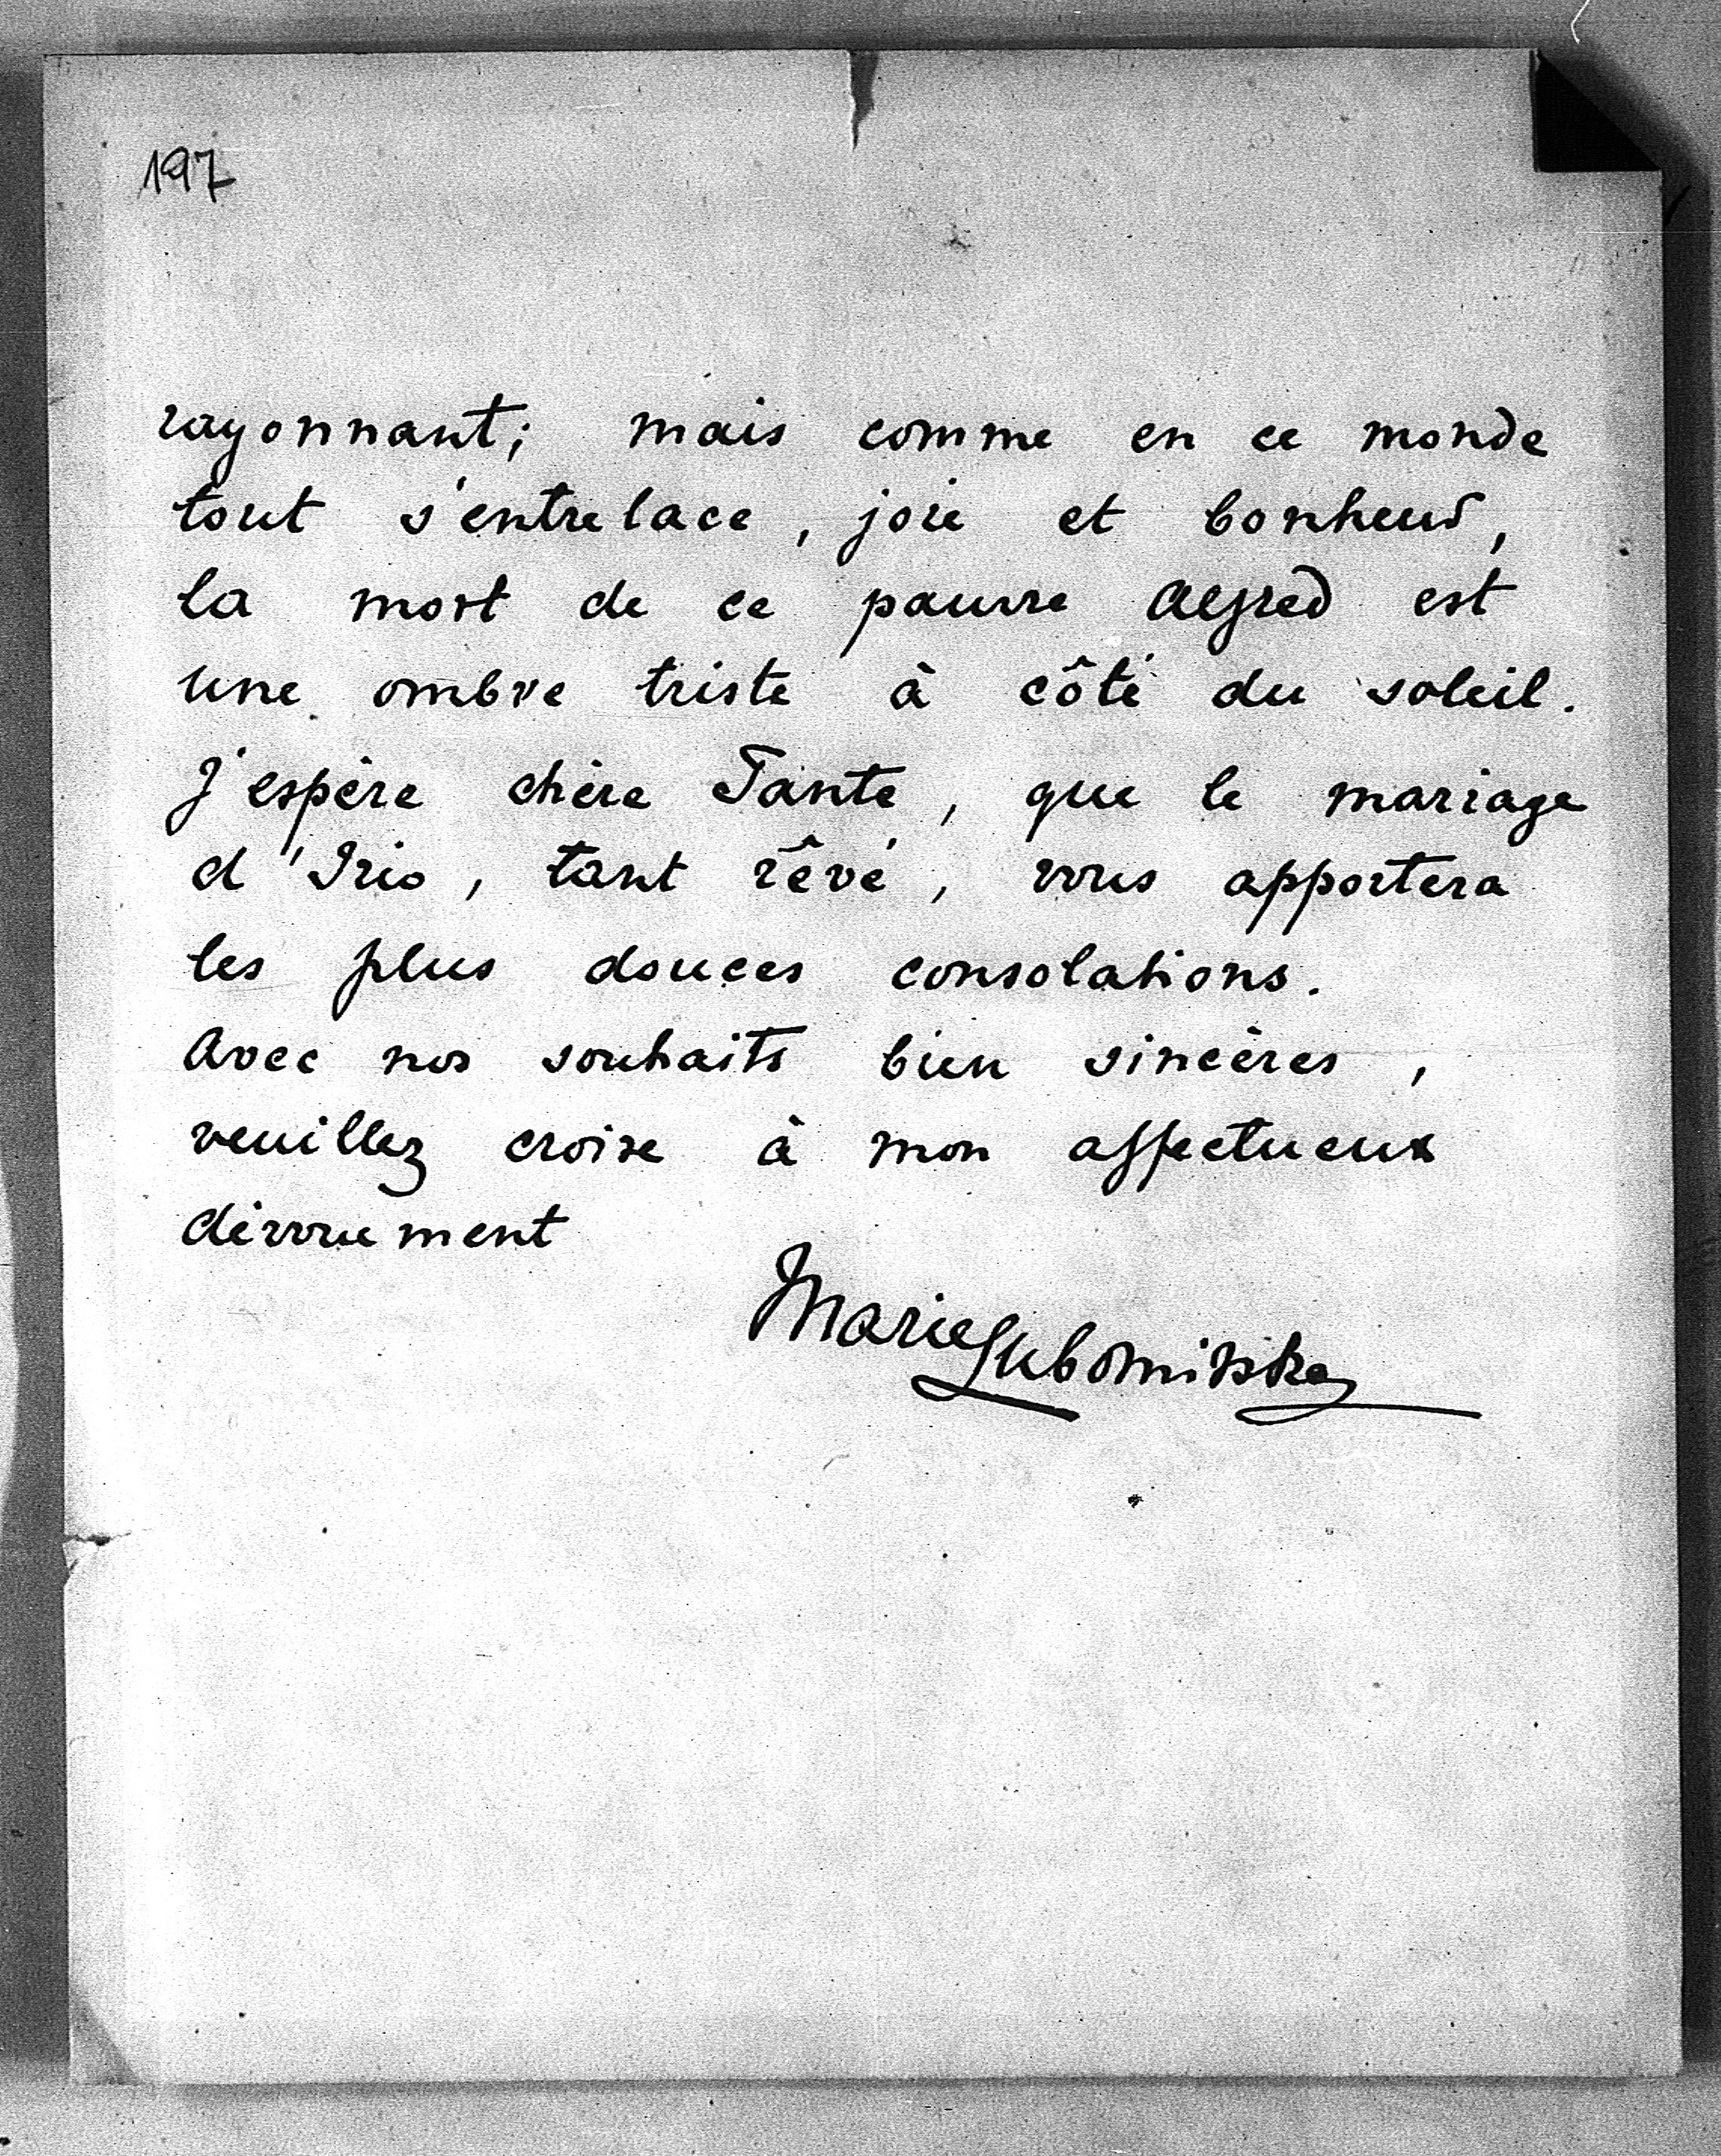 197
rayonnant; mais comme en ce monde
tout s'entrelace, joie et bonheur,
la mort de ce pauvre Alfred est
une ombre triste à côté du soleil.
J'espère chère Tante, que le mariage
d'Iris, tant rêvé, vous apportera
les plus douces consolations.
Avec nos souhaits bien sincères,
veuillez croire à mon affectueux
dévouement
Marie Lubomirska